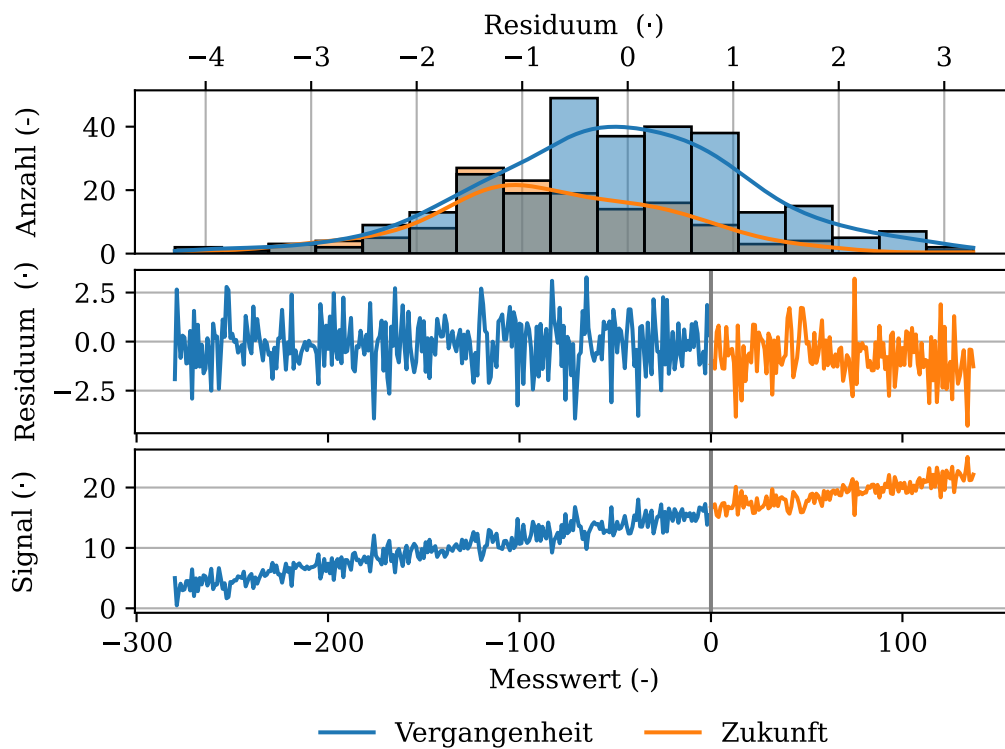 Residuum (·)
−4 −3 −2 −1 0 1 2 3
Anzahl (-)
40
20
0
Residuum (·)
2.5
0.0
−2.5
Signal (·)
20
10
0
−300 −200 −100 0 100
Messwert (-)
Vergangenheit Zukunft